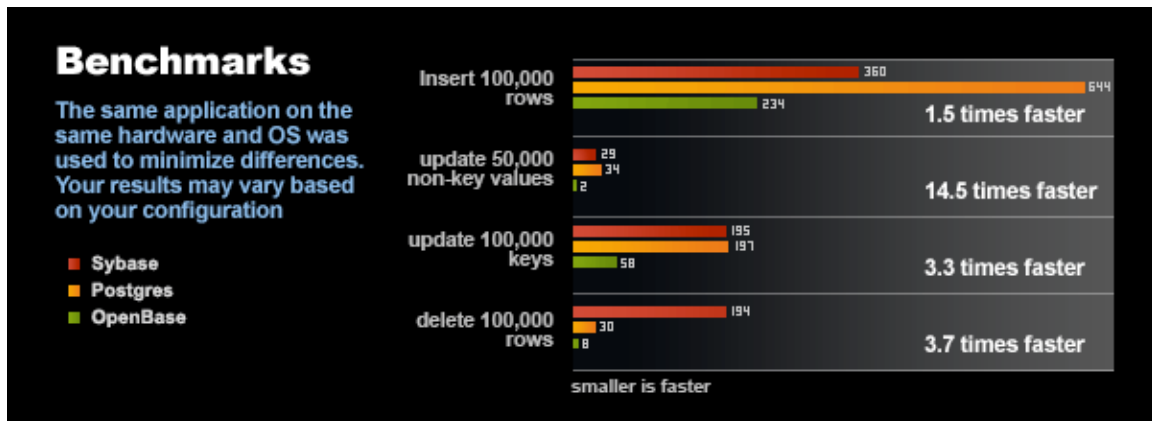 Benchmarks
The same application on the
same hardware and OS was
used to minimize differences.
Your results may vary based
on your configuration
Sybase
Postgres
OpenBase
Insert 100,000
rows
360
644
234
1.5 times faster
update 50,000
non-key values
29
34
2
14.5 times faster
update 100,000
keys
195
197
58
3.3 times faster
delete 100,000
rows
194
30
8
3.7 times faster
smaller is faster